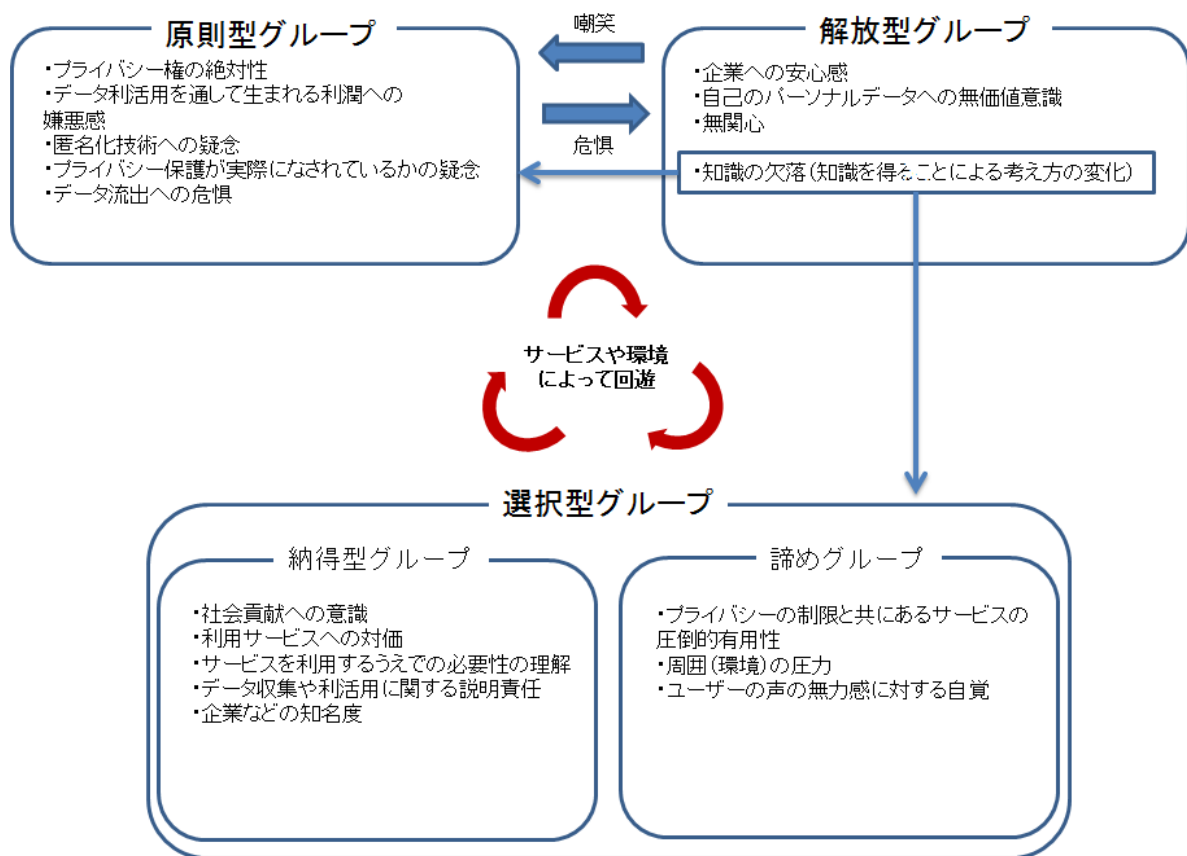 原則型グループ
・プライバシー権の絶対性
・データ利活用を通して生まれる利潤への
嫌悪感
・匿名化技術への疑念
・プライバシー保護が実際になされているかの疑念
・データ流出への危惧
嘲笑
危惧
解放型グループ
・企業への安心感
・自己のパーソナルデータへの無価値意識
・無関心
・知識の欠落(知識を得ることによる考え方の変化)
サービスや環境
によって回遊
選択型グループ
納得型グループ
・社会貢献への意識
・利用サービスへの対価
・サービスを利用するうえでの必要性の理解
・データ収集や利活用に関する説明責任
・企業などの知名度
諦めグループ
・プライバシーの制限と共にあるサービスの
圧倒的有用性
・周囲(環境)の圧力
・ユーザーの声の無力感に対する自覚